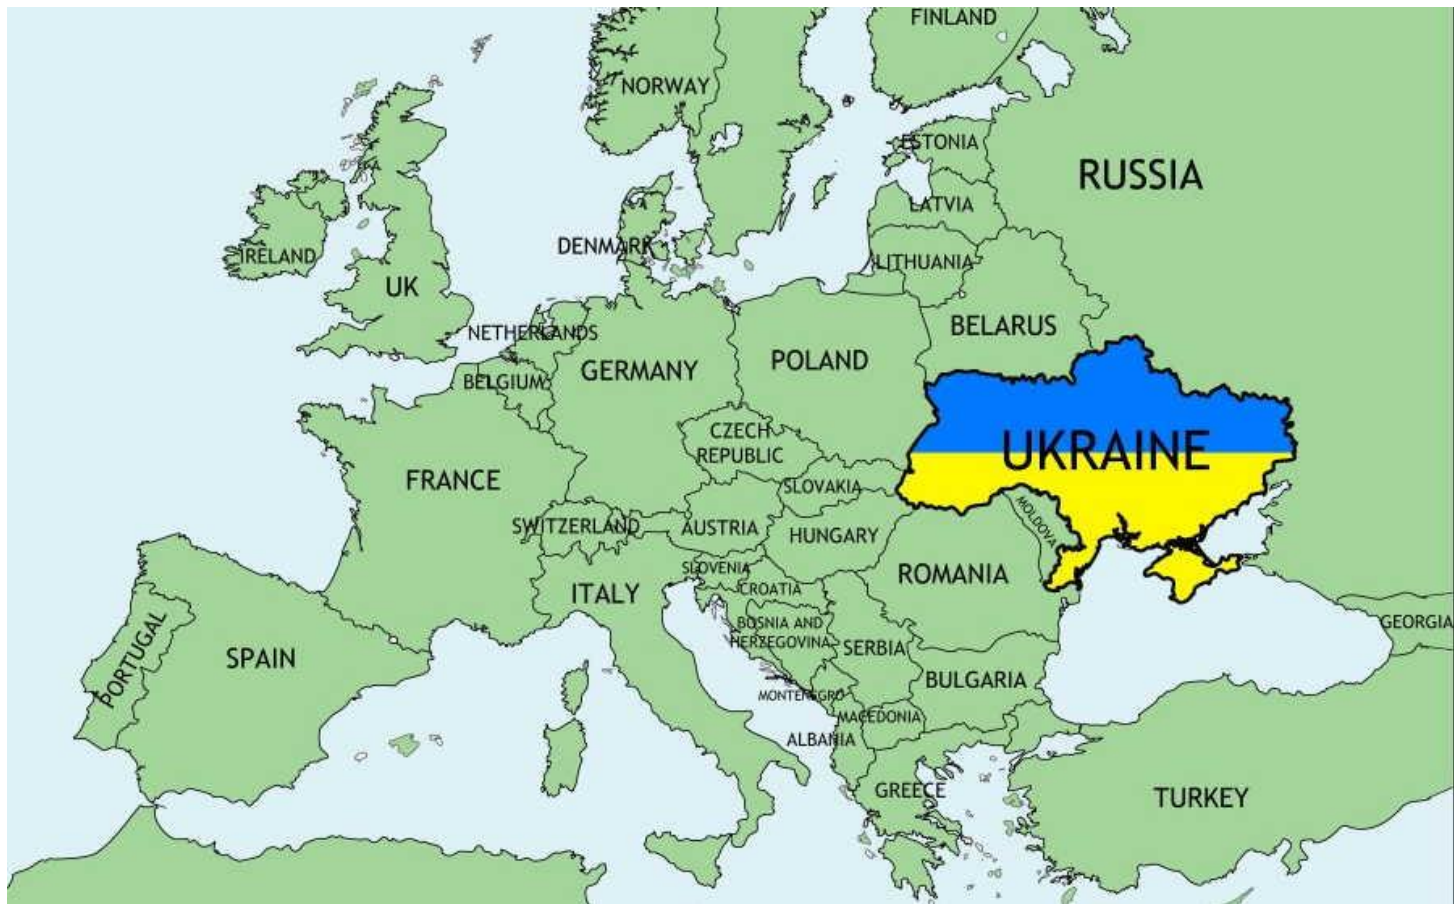 FINLAND
NORWAY
ESTONIA
RUSSIA
LATVIA
DENMARK
IRELAND
LITHUANIA
UK
BELARUS
NETHERLANDS
POLAND
GERMANY
BELGIUM
CZECH
REPUBLIC
UKRAINE
FRANCE
SLOVAKIA
MOLDOVA
SWITZERLAND
AUSTRIA
HUNGARY
SLOVENIA
ROMANIA
CROATIA
ITALY
GEORGIA
BOSNIA AND
HERZEGOVINA
SERBIA
PORTUGAL
SPAIN
BULGARIA
MONTENEGRO
MACEDONIA
ALBANIA
GREECE
TURKEY